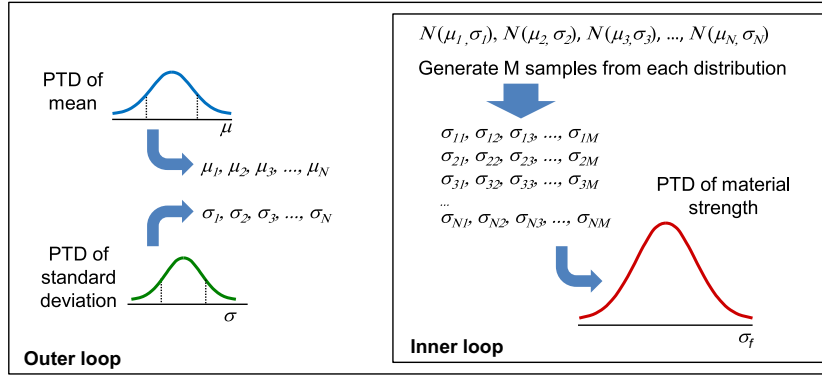 PTD of
mean
μ
μ1, μ2, μ3, ..., μN
σ1, σ2, σ3, ..., σN
PTD of
standard
deviation
σ
Outer loop
N(μ1,σ1), N(μ2,σ2), N(μ3,σ3), ..., N(μN,σN)
Generate M samples from each distribution
σ11, σ12, σ13, ..., σ1M
σ21, σ22, σ23, ..., σ2M
σ31, σ32, σ33, ..., σ3M
...
σN1, σN2, σN3, ..., σNM
PTD of material
strength
σf
Inner loop